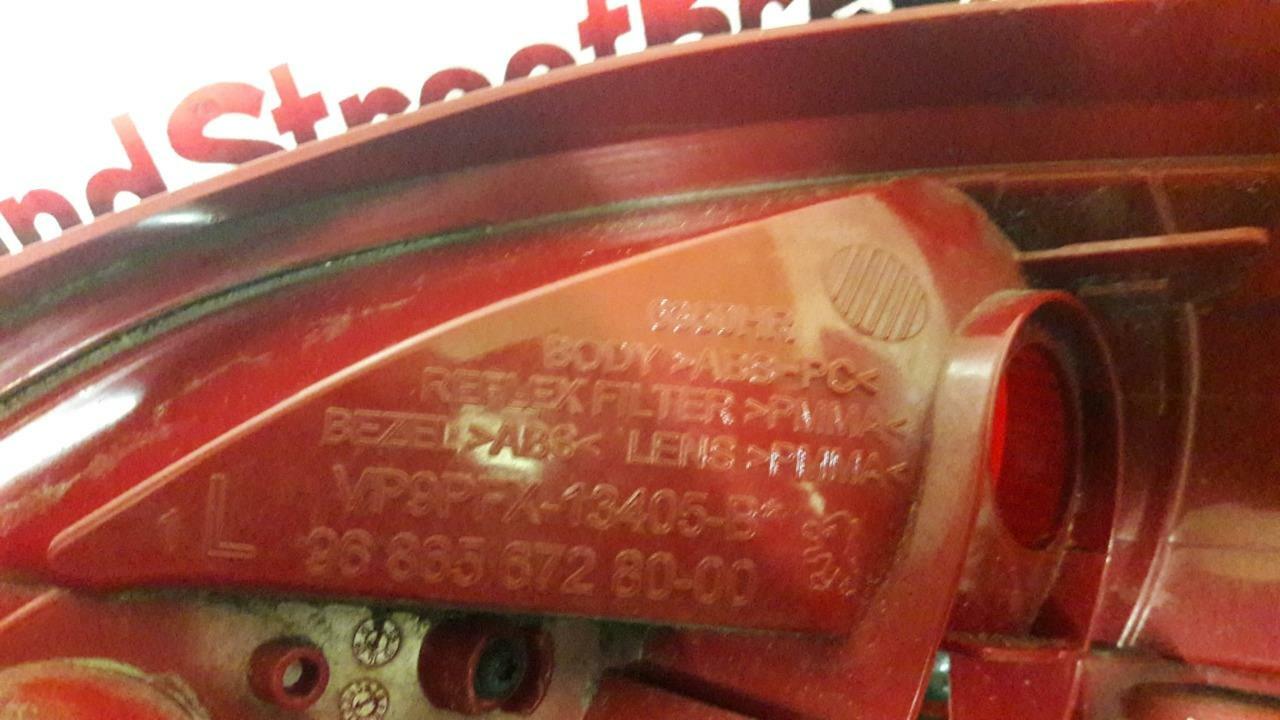 ndStreet
BODY >ABS-PC<
REFLEX FILTER >PMMA<
BEZEL >ABS< LENS >PMMA<
VP9PFX-13405-B*
L
96 865 672 80-00